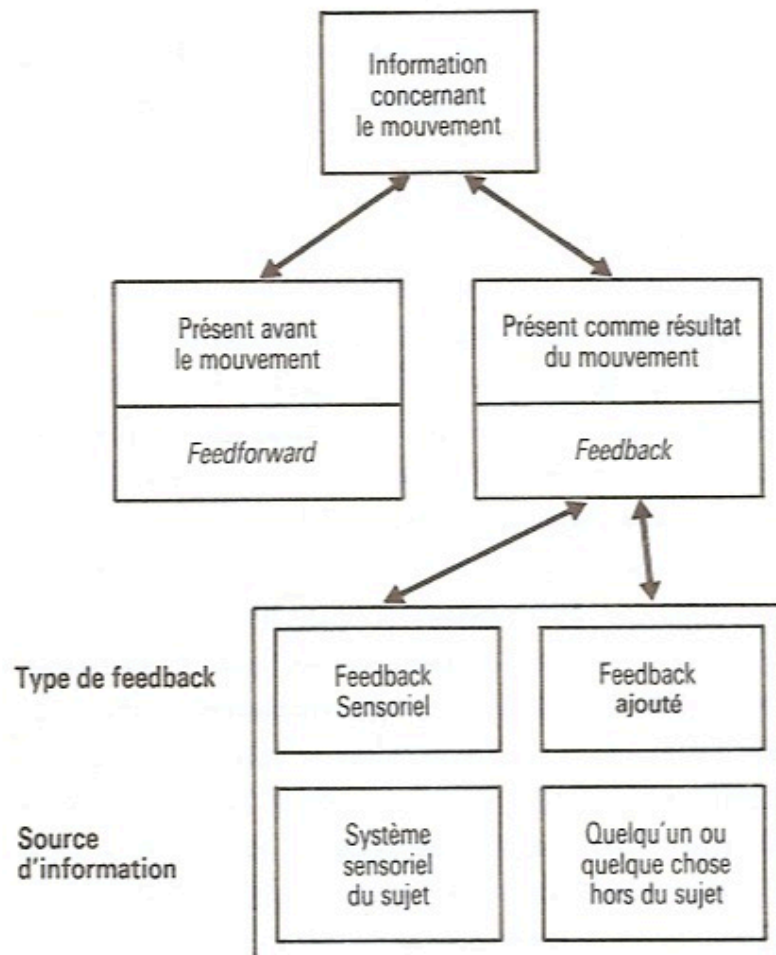 Information
concernant
le mouvement
Présent avant
le mouvement
Feedforward
Présent comme résultat
du mouvement
Feedback
Type de feedback
Feedback
Sensoriel
Feedback
ajouté
Source
d'information
Système
sensoriel
du sujet
Quelqu'un ou
quelque chose
hors du sujet